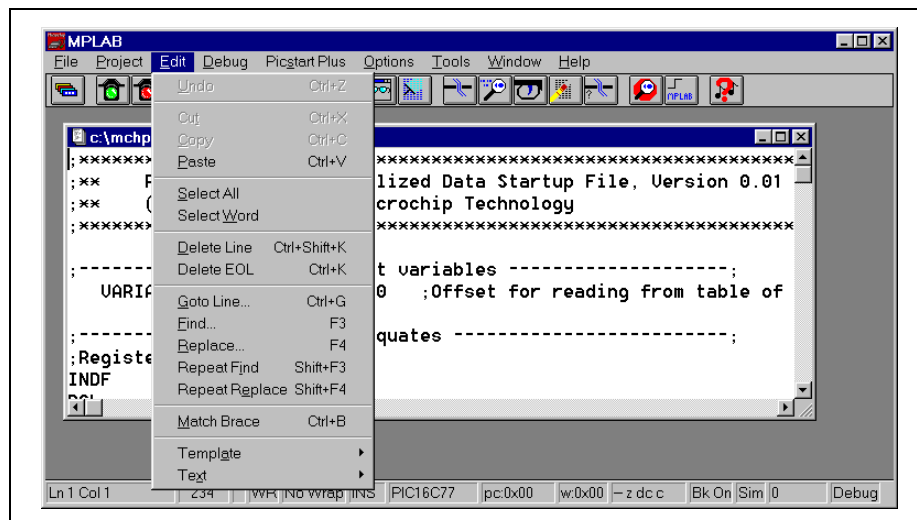 MPLAB
File Project Edit Debug Picstart Plus Options Tools Window Help
MPLAB
Undo Ctrl+Z
Cut Ctrl+X
Copy Ctrl+C
Paste Ctrl+V
Select All
Select Word
Delete Line Ctrl+Shift+K
Delete EOL Ctrl+K
Goto Line... Ctrl+G
Find... F3
Replace... F4
Repeat Find Shift+F3
Repeat Replace Shift+F4
Match Brace Ctrl+B
Template
Text
c:\mchp
;******* **************************************
;** lized Data Startup File, Version 0.01
;** ( crochip Technology
;******* **************************************
;------- t variables --------------------;
VARIA 0 ;Offset for reading from table of
;------- quates -------------------------;
;Registe
INDF
Ln 1 Col 1 234 WR No Wrap INS PIC16C77 pc:0x00 w:0x00 – z dc c Bk On Sim 0 Debug